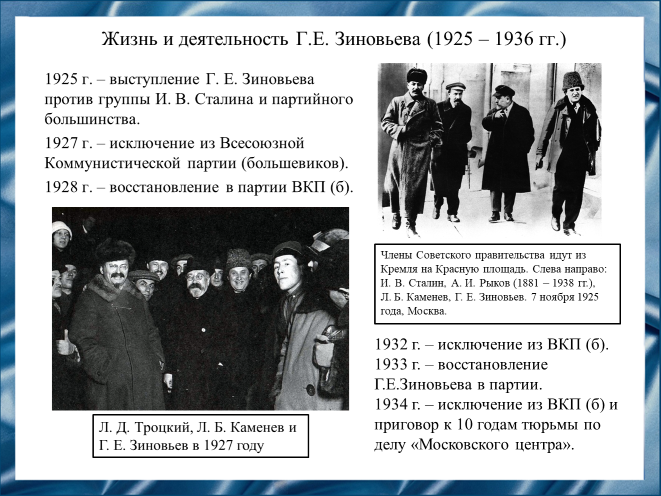 Жизнь и деятельность Г.Е. Зиновьева (1925 – 1936 гг.)
1925 г. – выступление Г. Е. Зиновьева
против группы И. В. Сталина и партийного
большинства.
1927 г. – исключение из Всесоюзной
Коммунистической партии (большевиков).
1928 г. – восстановление в партии ВКП (б).
Члены Советского правительства идут из
Кремля на Красную площадь. Слева направо:
И. В. Сталин, А. И. Рыков (1881 – 1938 гг.),
Л. Б. Каменев, Г. Е. Зиновьев. 7 ноября 1925
года, Москва.
Л. Д. Троцкий, Л. Б. Каменев и
Г. Е. Зиновьев в 1927 году
1932 г. – исключение из ВКП (б).
1933 г. – восстановление
Г.Е.Зиновьева в партии.
1934 г. – исключение из ВКП (б) и
приговор к 10 годам тюрьмы по
делу «Московского центра».